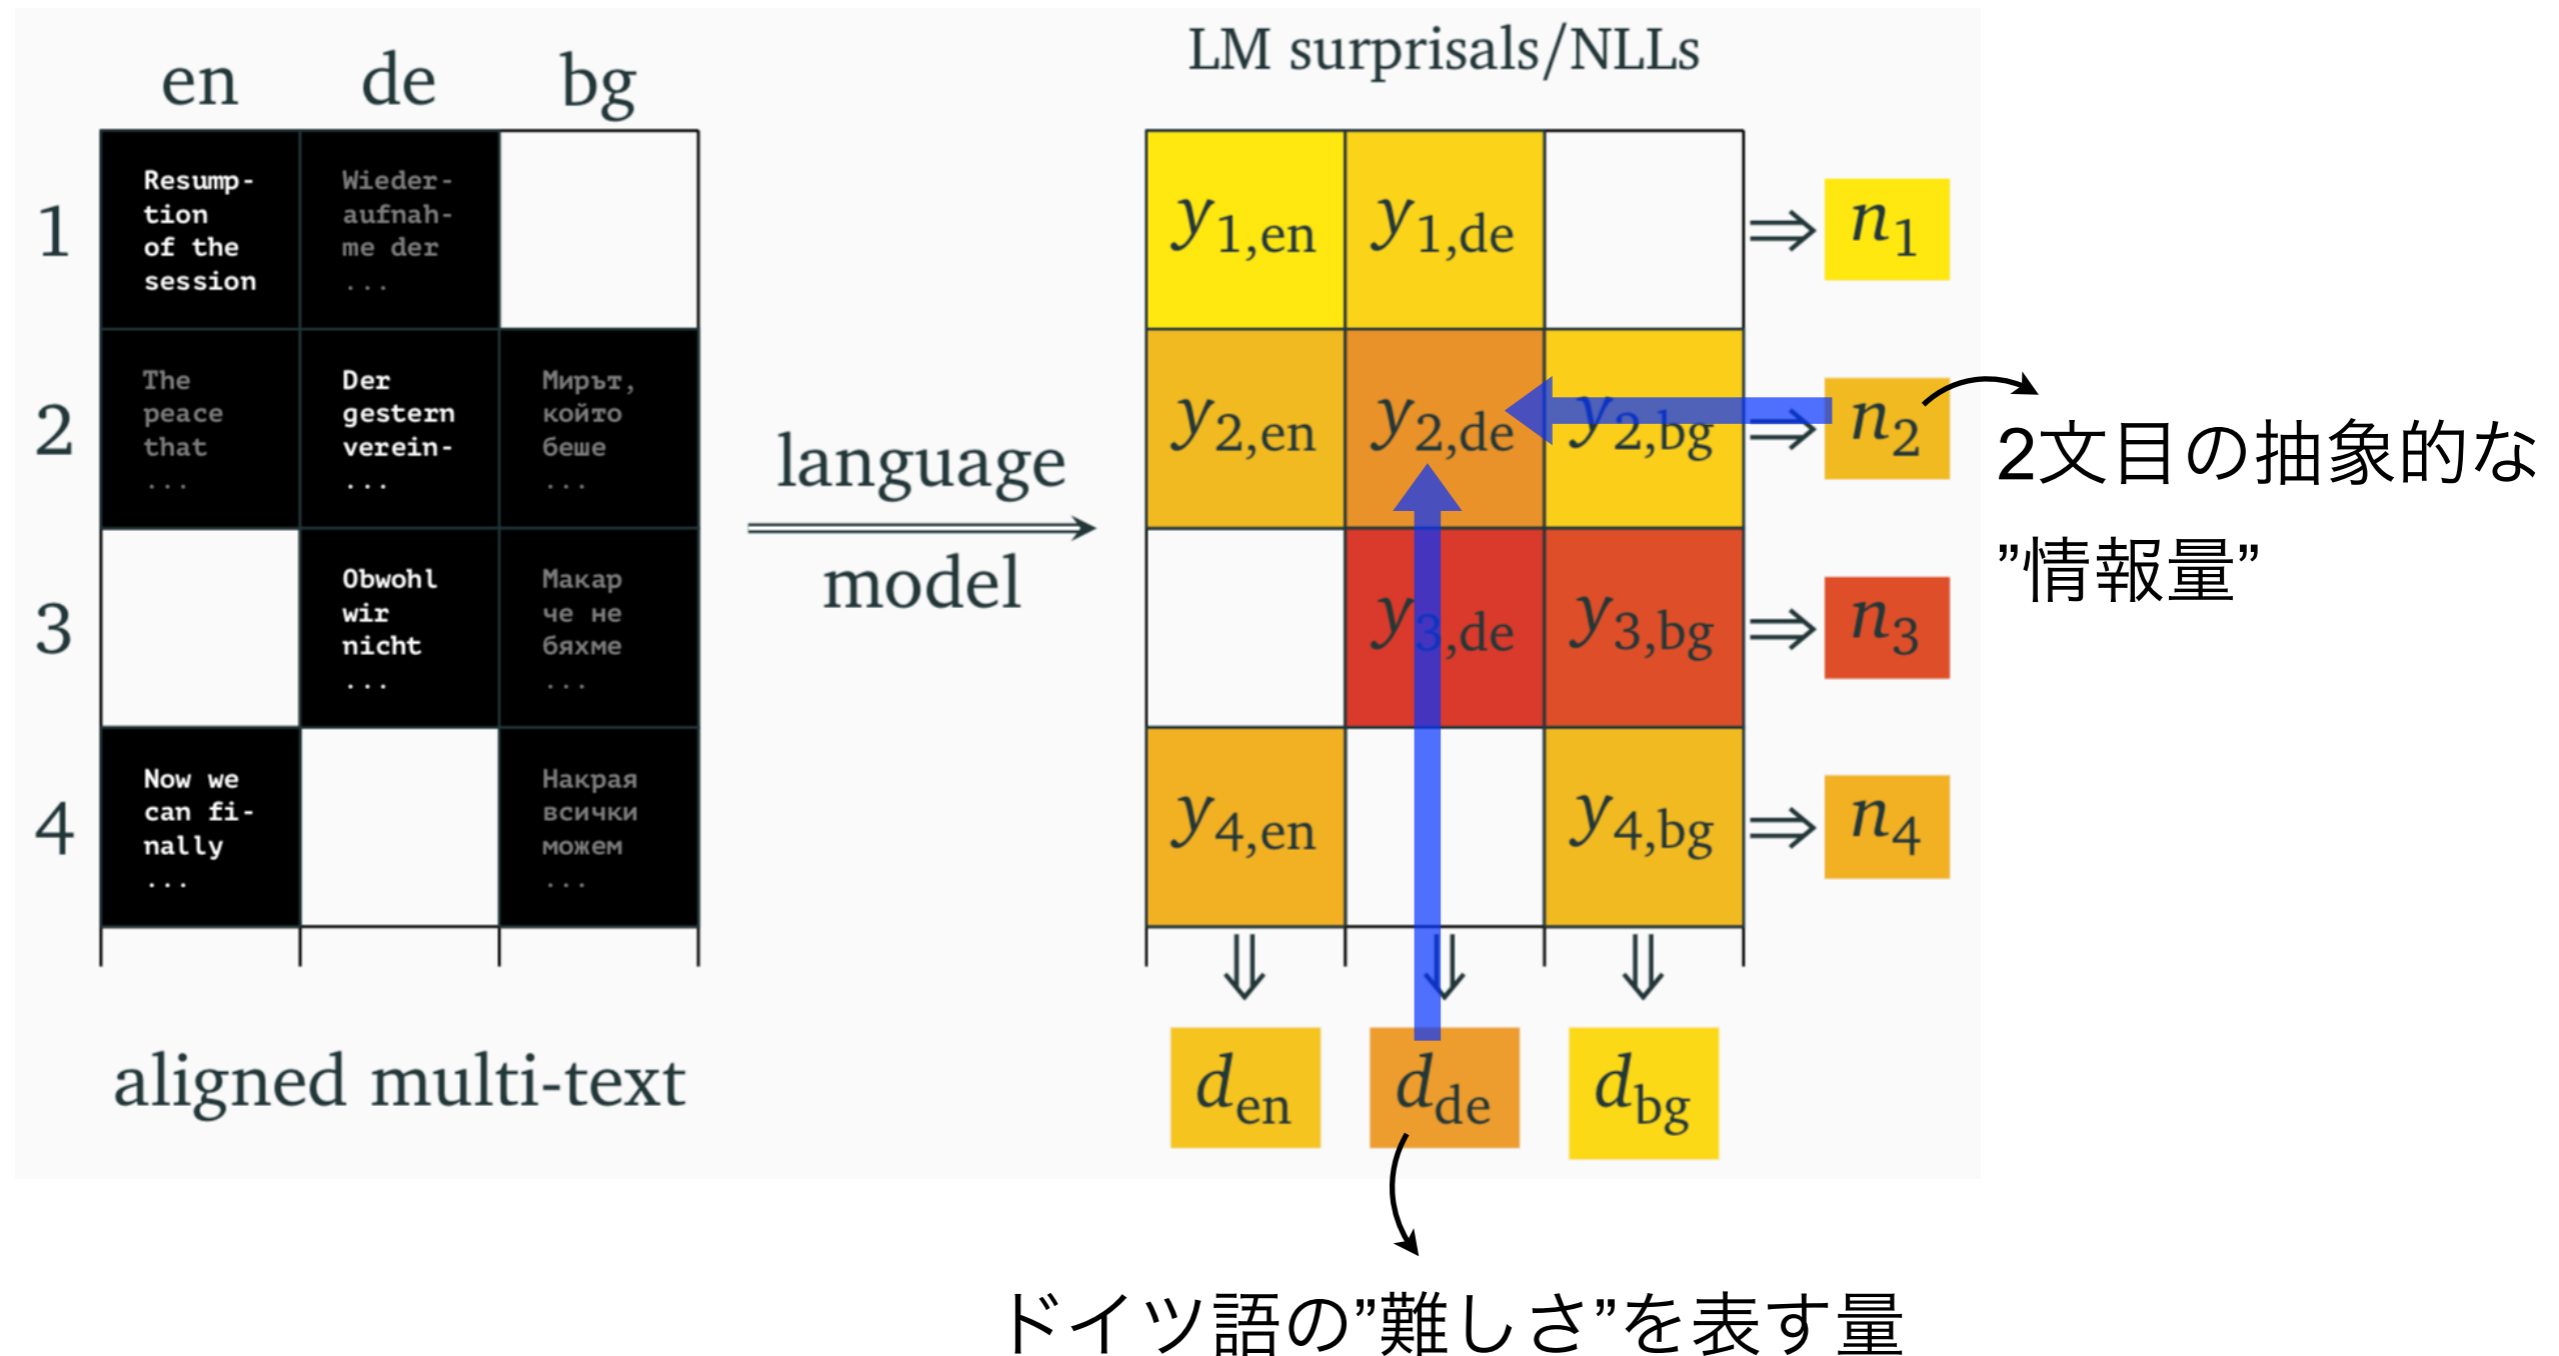 en de bg
1
Resump-
tion
of the
session
Wieder-
aufnah-
me der
...
2
The
peace
that
...
Der
gestern
verein-
...
Мирът,
който
беше
...
3
Obwohl
wir
nicht
...
Макар
че не
бяхме
...
4
Now we
can fi-
nally
...
Накрая
всички
можем
...
aligned multi-text
language
model
LM surprisals/NLLs
y1,en y1,de ⇒ n1
y2,en y2,de y2,bg ⇒ n2
y3,de y3,bg ⇒ n3
y4,en y4,bg ⇒ n4
den dde dbg
2文目の抽象的な
”情報量”
ドイツ語の”難しさ”を表す量